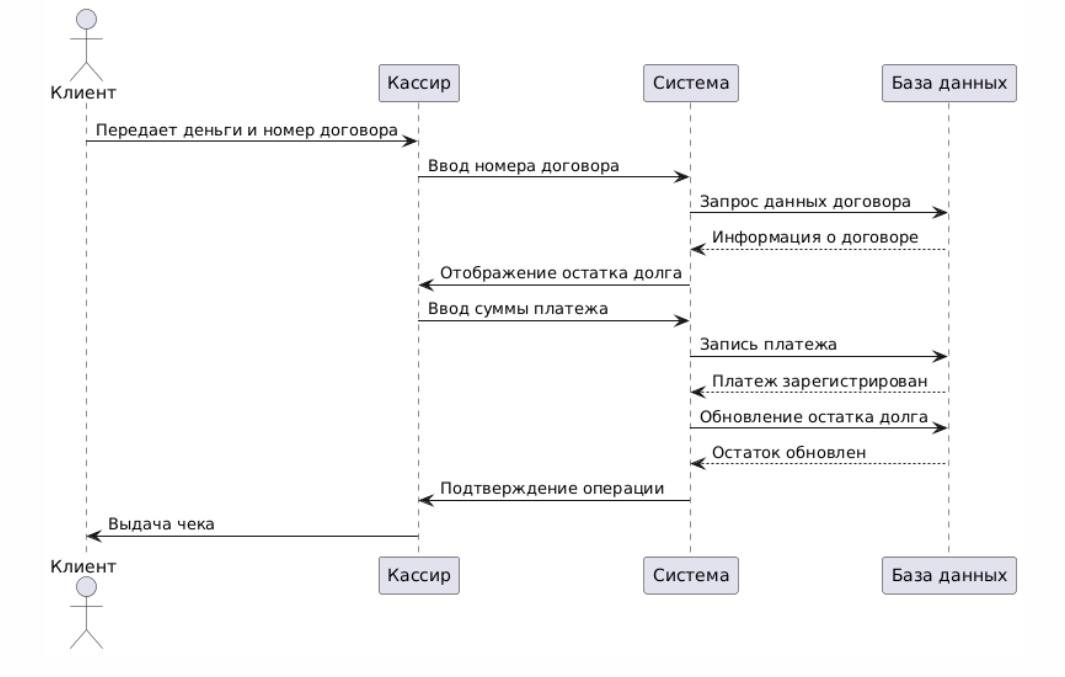 Клиент
Кассир
Система
База данных
Передает деньги и номер договора
Ввод номера договора
Запрос данных договора
Информация о договоре
Отображение остатка долга
Ввод суммы платежа
Запись платежа
Платеж зарегистрирован
Обновление остатка долга
Остаток обновлен
Подтверждение операции
Выдача чека
Клиент
Кассир
Система
База данных